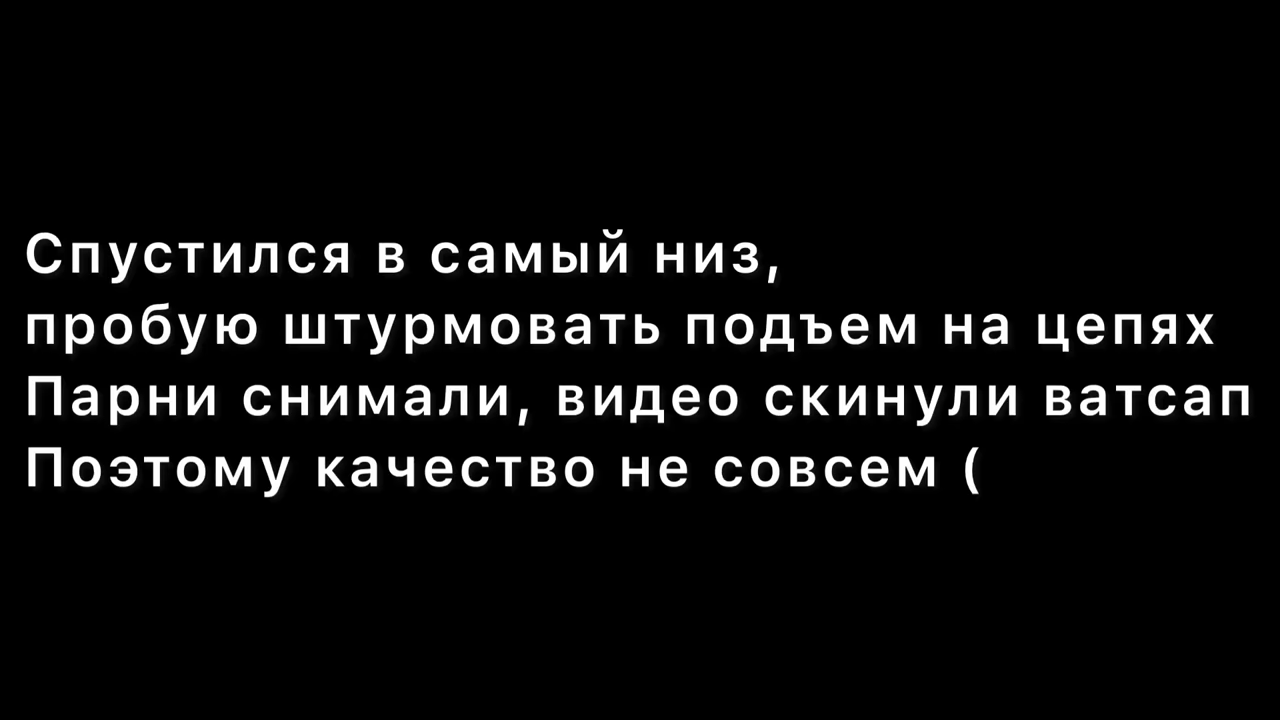 Спустился в самый низ,
пробую штурмовать подъем на цепях
Парни снимали, видео скинули ватсап
Поэтому качество не совсем (